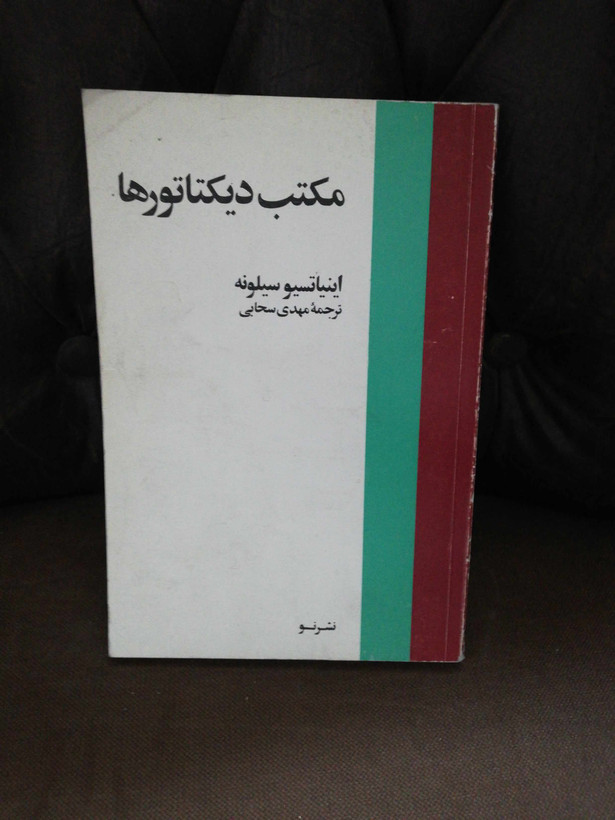 مکتب دیکتاتورها
اینیاتسیو سیلونه
ترجمهٔ مهدی سحابی
نشر نو